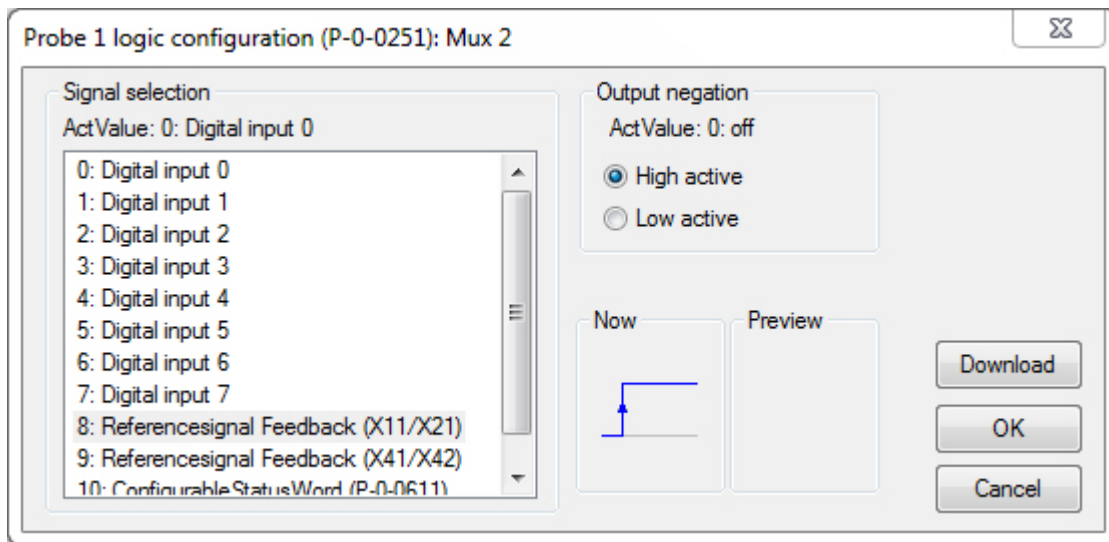 Probe 1 logic configuration (P-0-0251): Mux 2
Signal selection
ActValue: 0: Digital input 0
0: Digital input 0
1: Digital input 1
2: Digital input 2
3: Digital input 3
4: Digital input 4
5: Digital input 5
6: Digital input 6
7: Digital input 7
8: Referencesignal Feedback (X11/X21)
9: Referencesignal Feedback (X41/X42)
10: ConfigurableStatusWord (P-0-0611)
Output negation
ActValue: 0: off
High active
Low active
Now
Preview
Download
OK
Cancel